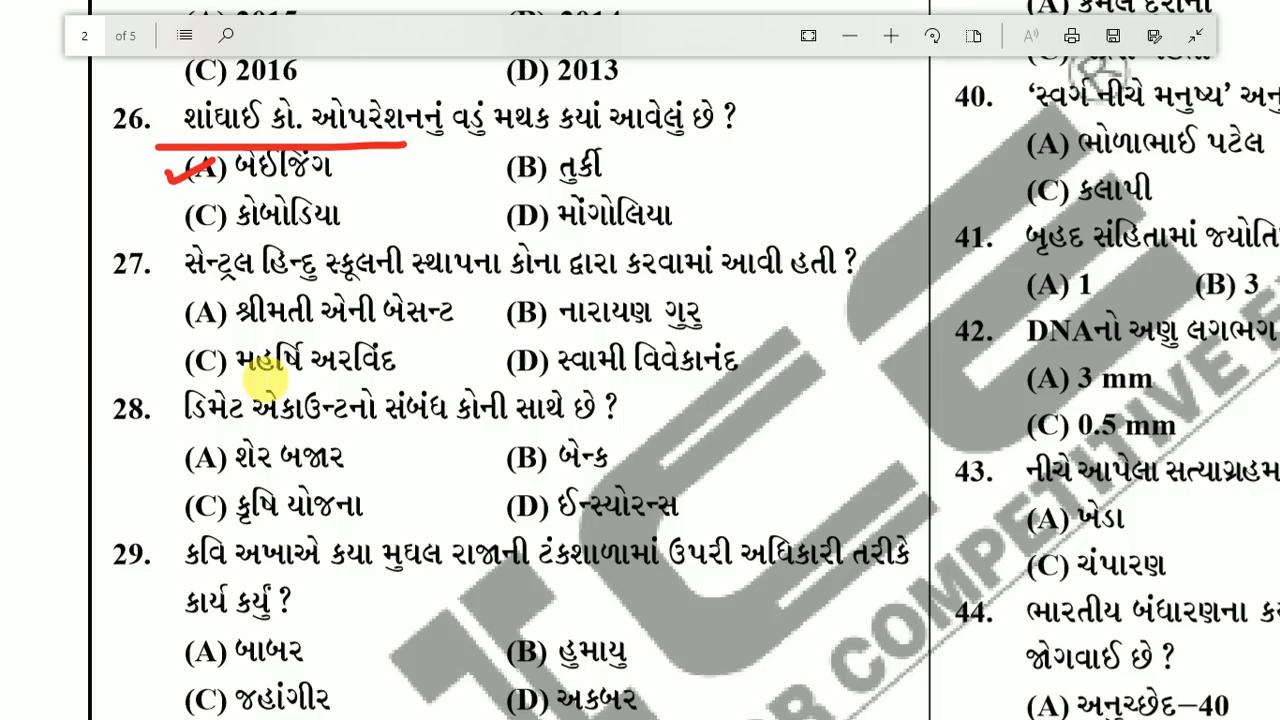 2 of 5
(C) 2016 (D) 2013
26. શાંઘાઈ કો. ઓપરેશનનું વડું મથક કયાં આવેલું છે ?
(A) બેઈજિંગ (B) તુર્કી
(C) કોબોડિયા (D) મોંગોલિયા
27. સેન્ટ્રલ હિન્દુ સ્કૂલની સ્થાપના કોના દ્વારા કરવામાં આવી હતી ?
(A) શ્રીમતી એની બેસન્ટ (B) નારાયણ ગુરુ
(C) મહર્ષિ અરવિંદ (D) સ્વામી વિવેકાનંદ
28. ડિમેટ એકાઉન્ટનો સંબંધ કોની સાથે છે ?
(A) શેર બજાર (B) બેન્ક
(C) કૃષિ યોજના (D) ઈન્સ્યોરન્સ
29. કવિ અખાએ કયા મુઘલ રાજાની ટંકશાળામાં ઉપરી અધિકારી તરીકે
કાર્ય કર્યું ?
(A) બાબર (B) હુમાયુ
(C) જહાંગીર (D) અકબર
40. ‘સ્વર્ગ નીચે મનુષ્ય’
(A) ભોળાભાઈ પટેલ
(C) કલાપી
41. બૃહદ સંહિતામાં
(A) 1 (B) 3
42. DNAનો અણુ લગભગ
(A) 3 mm
(C) 0.5 mm
43. નીચે આપેલા
(A) ખેડા
(C) ચંપારણ
44. ભારતીય બંધારણના
જોગવાઈ છે ?
(A) અનુચ્છેદ–40
ICE
COMPETITIVE